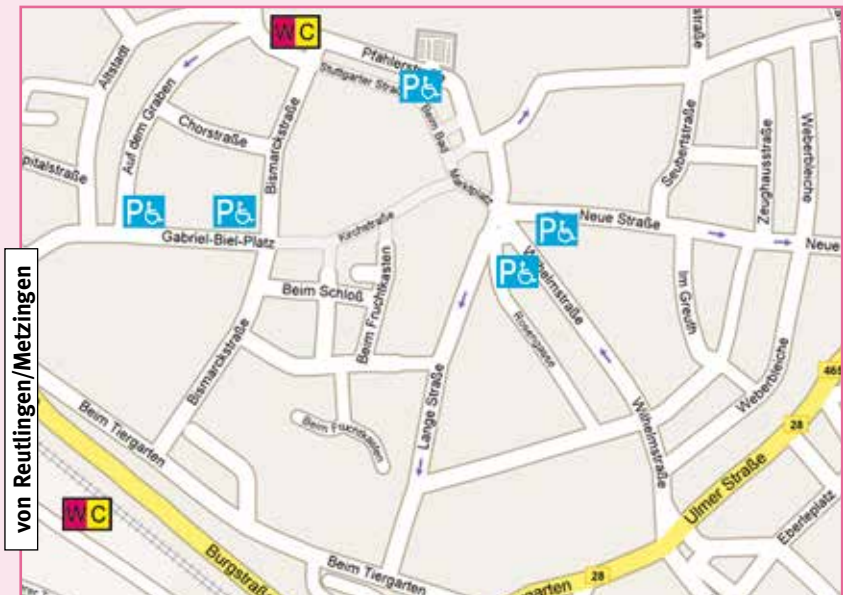 WC
Pfahlerstraße
Stuttgarter Straße
P
Altstadt
Auf dem Graben
Beim Bad
Seubertstraße
Weberbleiche
Zeughausstraße
Chorstraße
Bismarckstraße
Marktplatz
P
P
Kirchstraße
Neue Straße
P
Gabriel-Biel-Platz
Neue
P
Wilhelmstraße
Beim Schloß
Beim Fruchtkasten
Im Greuth
Rosengasse
von Reutlingen/Metzingen
Bismarckstraße
Weberbleiche
465
Lange Straße
Beim Tiergarten
Beim Fruchtkasten
Wilhelmstraße
28
Ulmer Straße
WC
Eberleplatz
Burgstraße
Beim Tiergarten
28